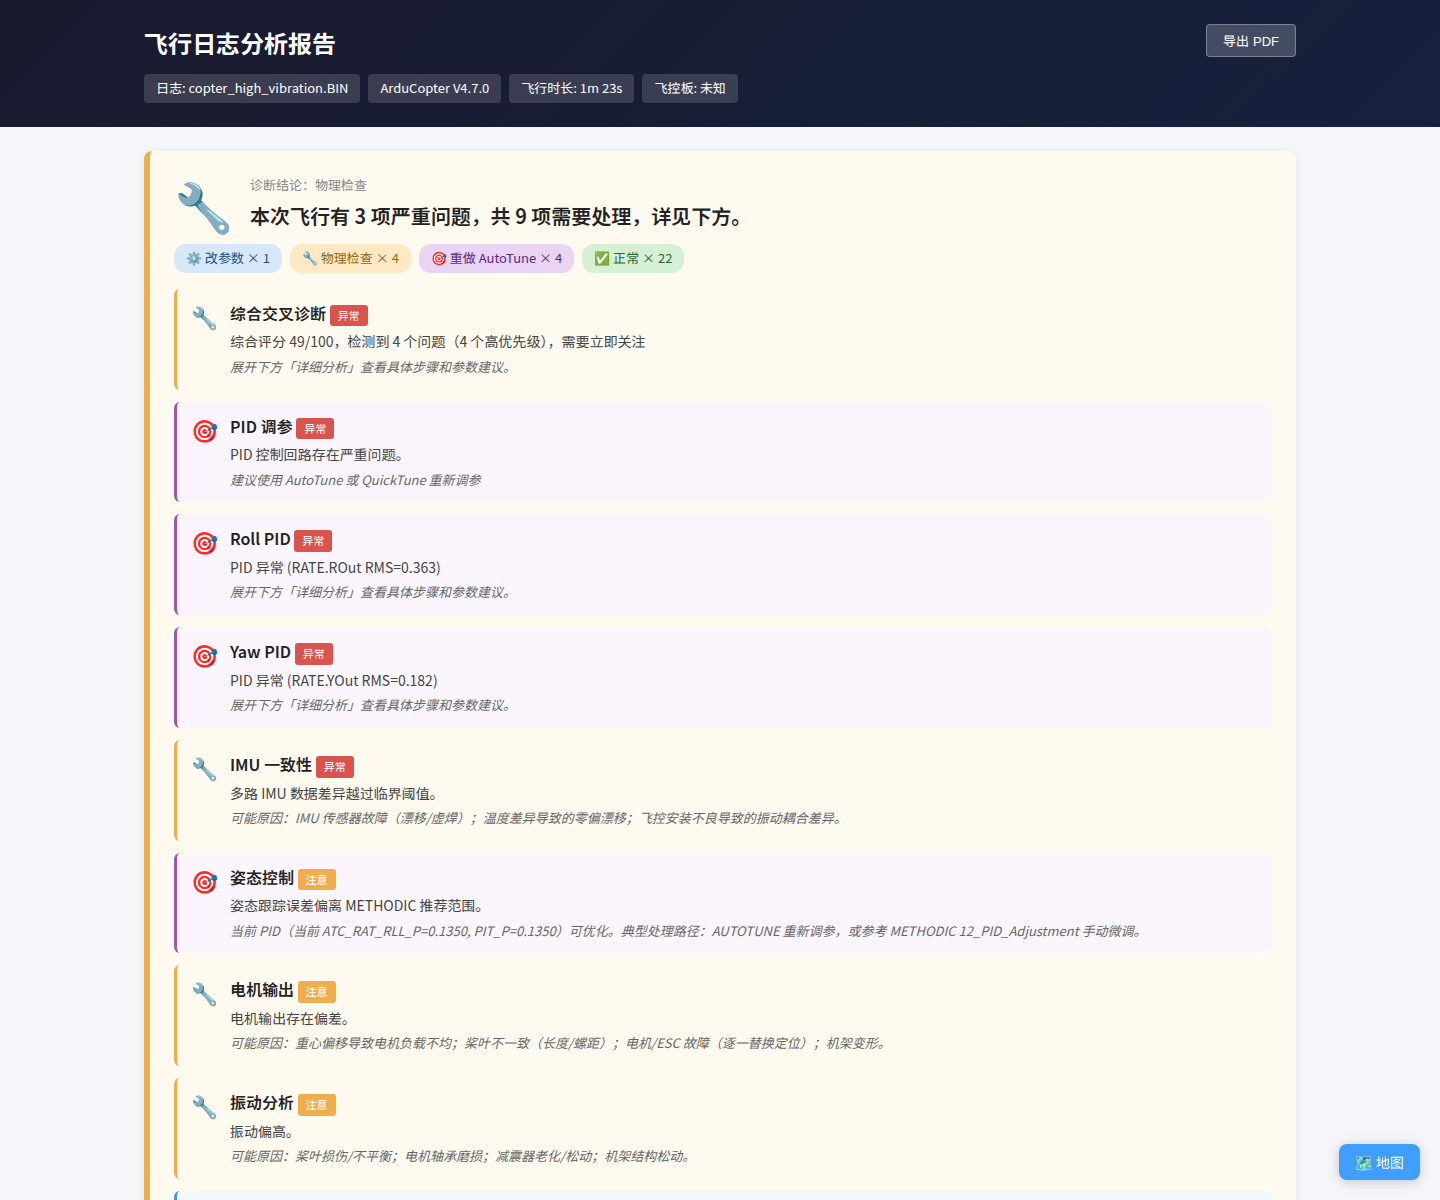 飞行日志分析报告
导出 PDF
日志: copter_high_vibration.BIN
ArduCopter V4.7.0
飞行时长: 1m 23s
飞控板: 未知
诊断结论：物理检查
本次飞行有 3 项严重问题，共 9 项需要处理，详见下方。
改参数 × 1
物理检查 × 4
重做 AutoTune × 4
正常 × 22
综合交叉诊断 异常
综合评分 49/100，检测到 4 个问题（4 个高优先级），需要立即关注
展开下方「详细分析」查看具体步骤和参数建议。
PID 调参 异常
PID 控制回路存在严重问题。
建议使用 AutoTune 或 QuickTune 重新调参
Roll PID 异常
PID 异常 (RATE.ROut RMS=0.363)
展开下方「详细分析」查看具体步骤和参数建议。
Yaw PID 异常
PID 异常 (RATE.YOut RMS=0.182)
展开下方「详细分析」查看具体步骤和参数建议。
IMU 一致性 异常
多路 IMU 数据差异越过临界阈值。
可能原因：IMU 传感器故障（漂移/虚焊）；温度差异导致的零偏漂移；飞控安装不良导致的振动耦合差异。
姿态控制 注意
姿态跟踪误差偏离 METHODIC 推荐范围。
当前 PID（当前 ATC_RAT_RLL_P=0.1350, PIT_P=0.1350）可优化。典型处理路径：AUTOTUNE 重新调参，或参考 METHODIC 12_PID_Adjustment 手动微调。
电机输出 注意
电机输出存在偏差。
可能原因：重心偏移导致电机负载不均；桨叶不一致（长度/螺距）；电机/ESC 故障（逐一替换定位）；机架变形。
振动分析 注意
振动偏高。
可能原因：桨叶损伤/不平衡；电机轴承磨损；减震器老化/松动；机架结构松动。
地图